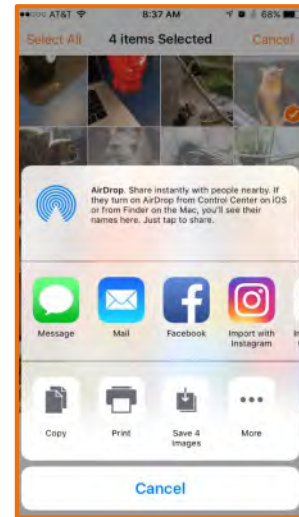 AT&T 8:37 AM 68%
Select All 4 items Selected Cancel
AirDrop. Share instantly with people nearby. If
they turn on AirDrop from Control Center on iOS
or from Finder on the Mac, you'll see their
names here. Just tap to share.
Message Mail Facebook Import with
Instagram
Copy Print Save 4
Images
More
Cancel